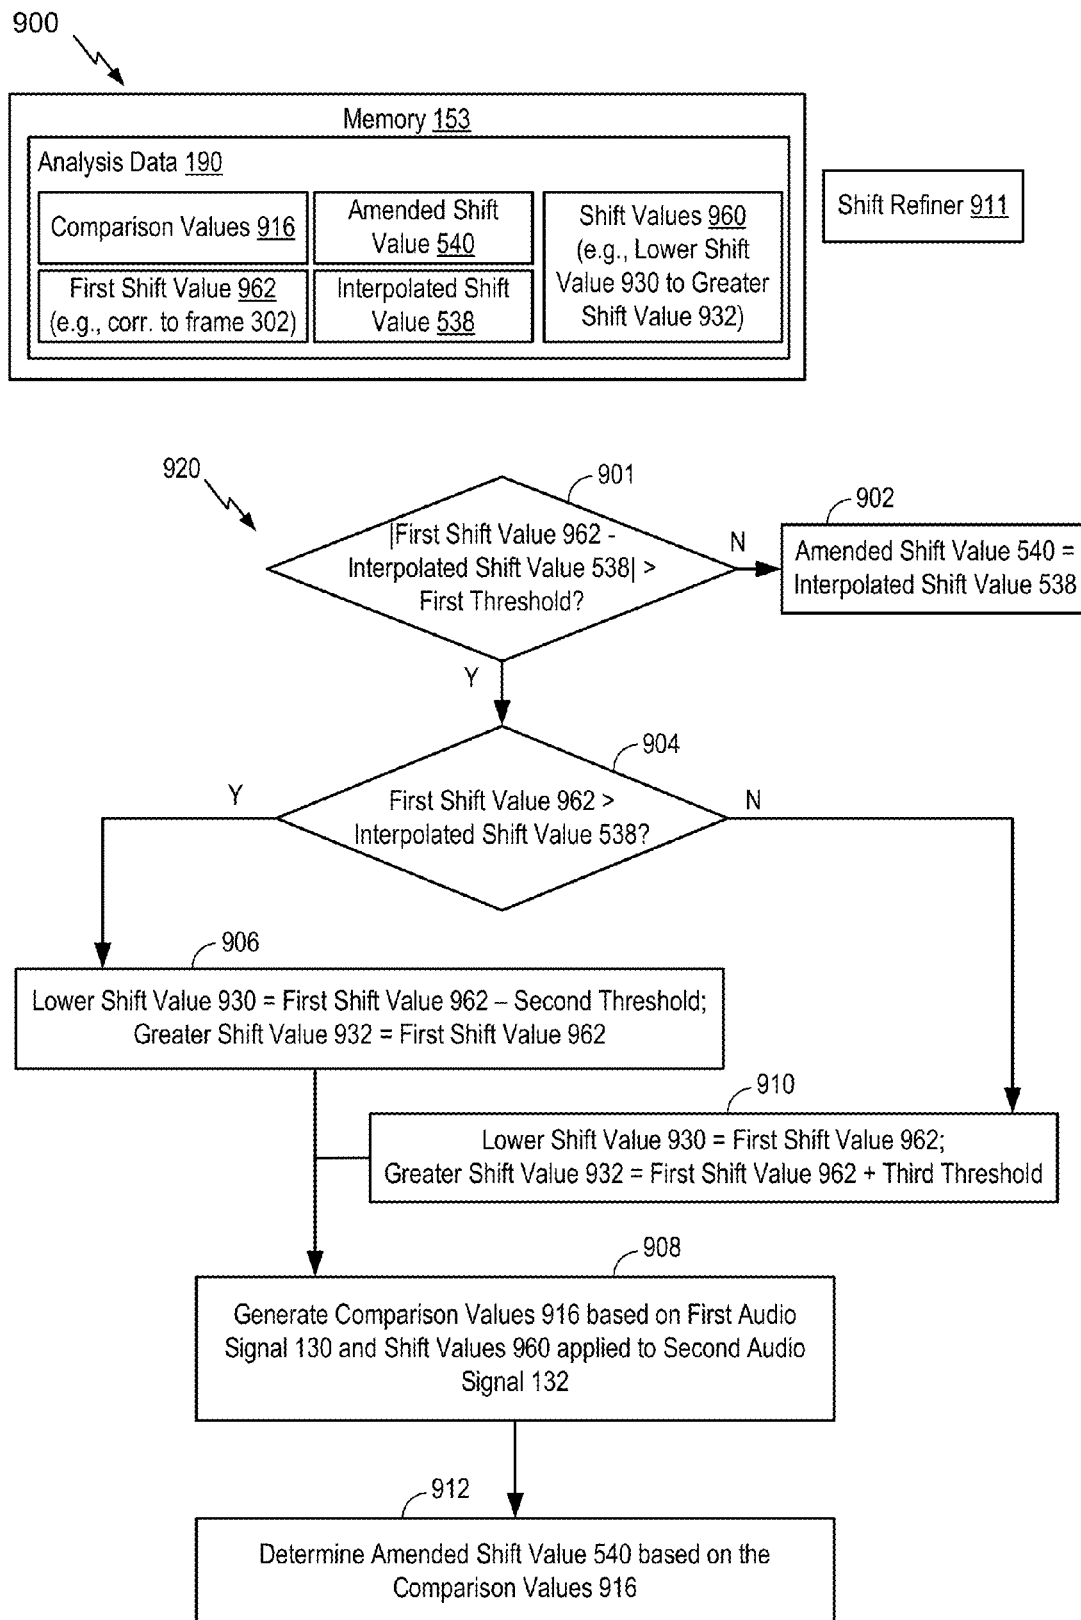 900
Memory 153
Analysis Data 190
Comparison Values 916
Amended Shift
Value 540
Shift Values 960
(e.g., Lower Shift
Value 930 to Greater
Shift Value 932)
First Shift Value 962
(e.g., corr. to frame 302)
Interpolated Shift
Value 538
Shift Refiner 911
920
901
|First Shift Value 962 -
Interpolated Shift Value 538| >
First Threshold?
N
902
Amended Shift Value 540 =
Interpolated Shift Value 538
Y
904
First Shift Value 962 >
Interpolated Shift Value 538?
Y
N
906
Lower Shift Value 930 = First Shift Value 962 – Second Threshold;
Greater Shift Value 932 = First Shift Value 962
910
Lower Shift Value 930 = First Shift Value 962;
Greater Shift Value 932 = First Shift Value 962 + Third Threshold
908
Generate Comparison Values 916 based on First Audio
Signal 130 and Shift Values 960 applied to Second Audio
Signal 132
912
Determine Amended Shift Value 540 based on the
Comparison Values 916